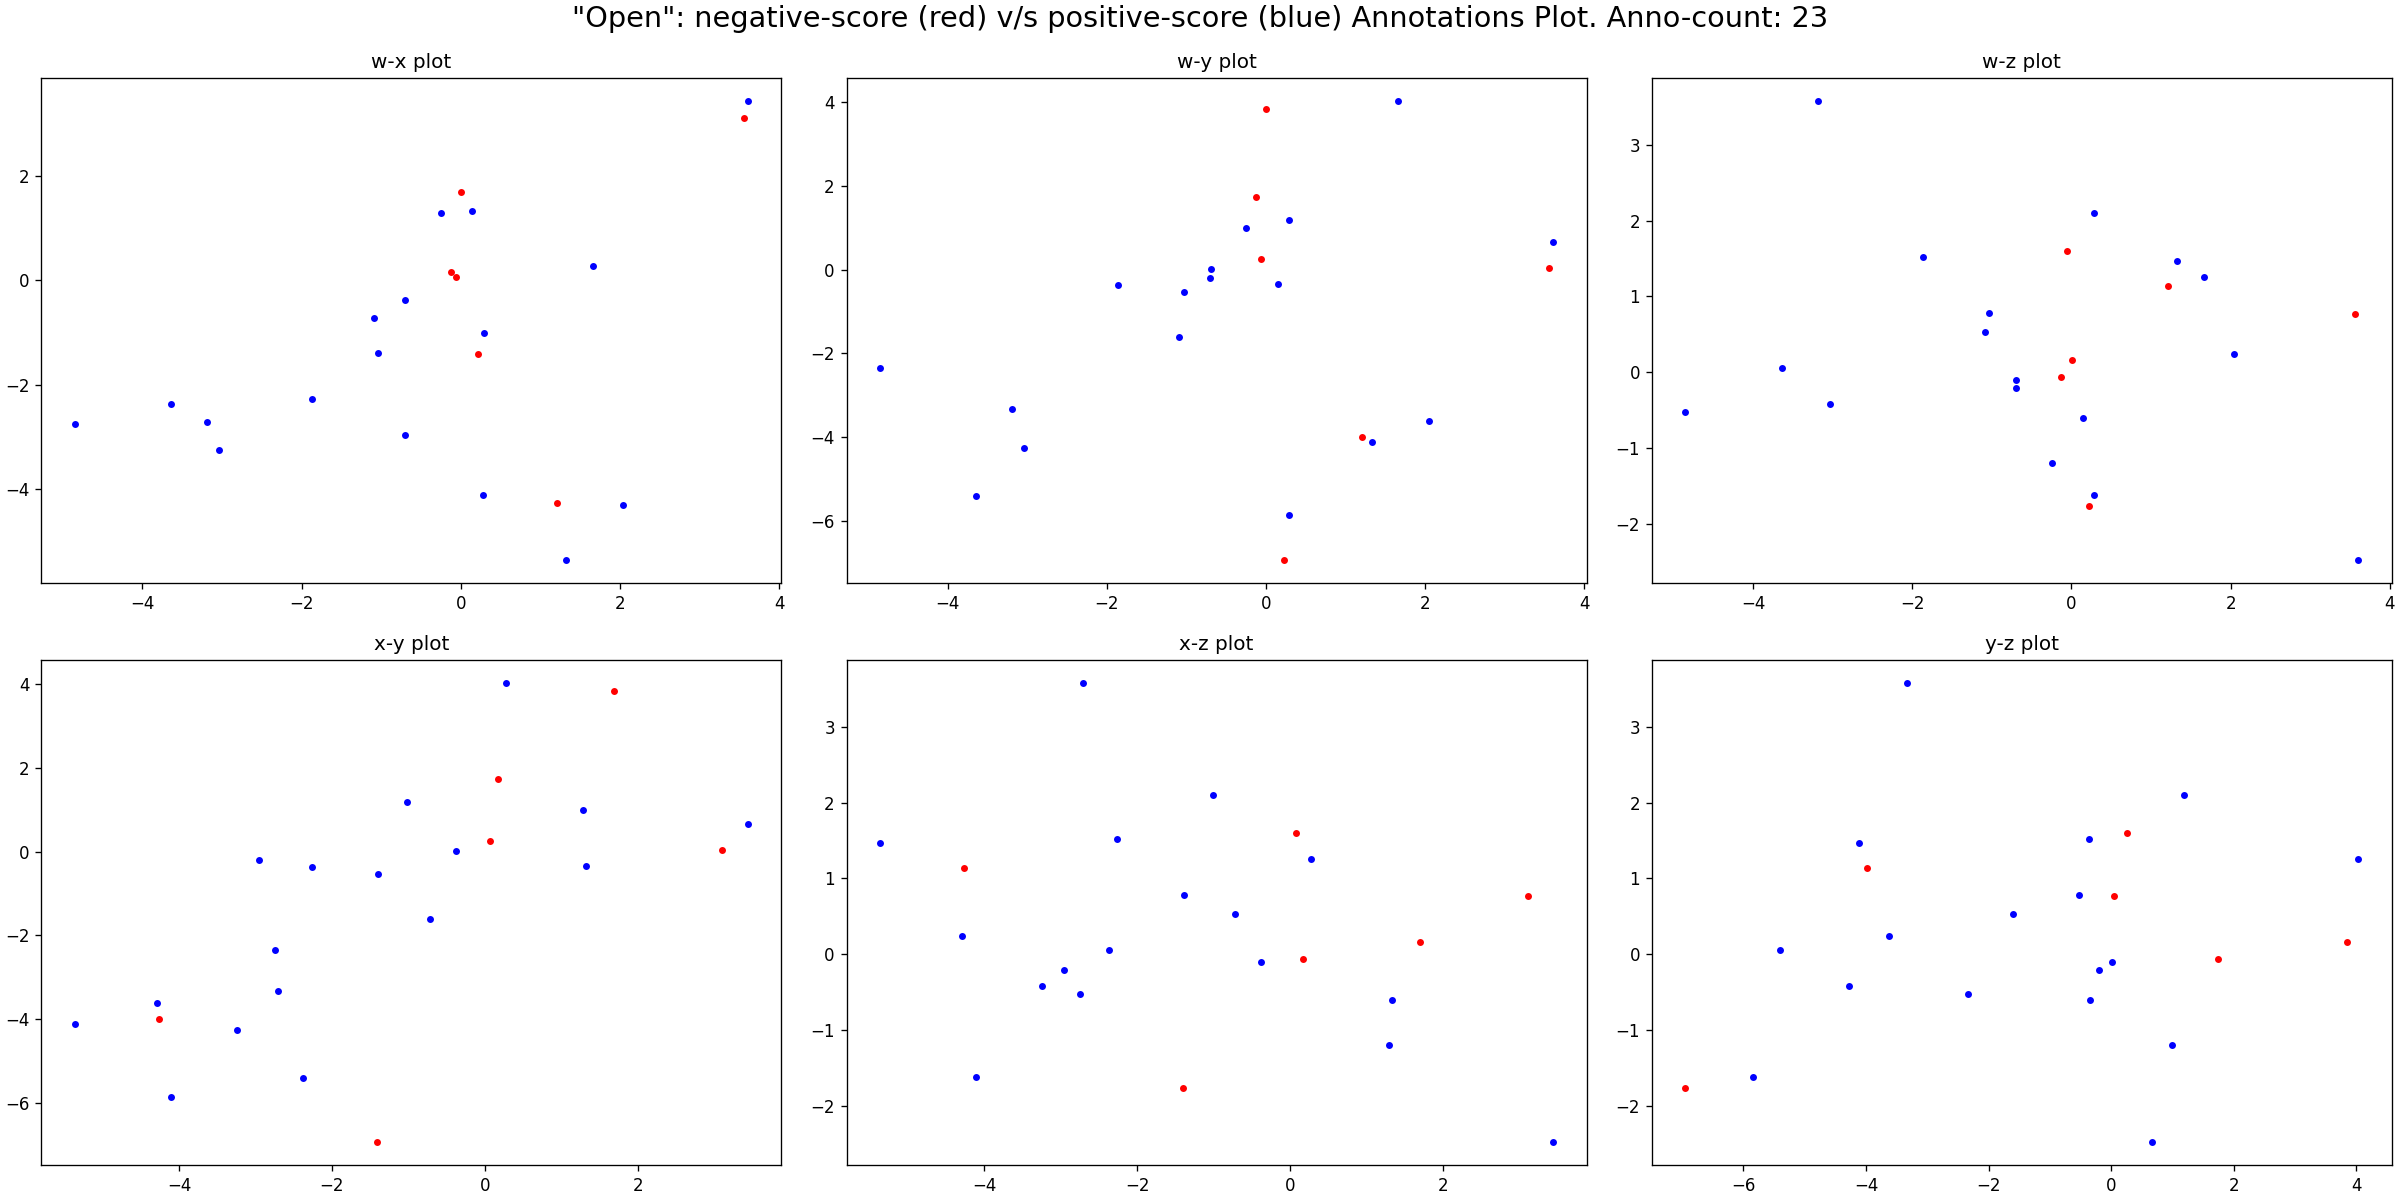 "Open": negative-score (red) v/s positive-score (blue) Annotations Plot. Anno-count: 23
w-x plot
2
0
−2
−4
−4 −2 0 2 4
w-y plot
4
2
0
−2
−4
−6
−4 −2 0 2 4
w-z plot
3
2
1
0
−1
−2
−4 −2 0 2 4
x-y plot
4
2
0
−2
−4
−6
−4 −2 0 2
x-z plot
3
2
1
0
−1
−2
−4 −2 0 2
y-z plot
3
2
1
0
−1
−2
−6 −4 −2 0 2 4